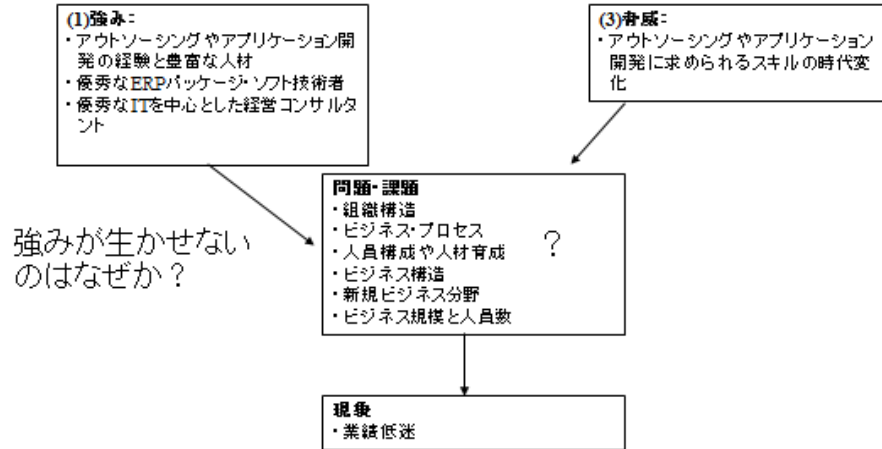 (1)強み:
・アウトソーシングやアプリケーション開
発の経験と豊富な人材
・優秀なERPパッケージ・ソフト技術者
・優秀なITを中心とした経営コンサルタ
ント
(3)脅威:
・アウトソーシングやアプリケーション
開発に求められるスキルの時代変
化
強みが生かせない
のはなぜか?
問題・課題
・組織構造
・ビジネス・プロセス
・人員構成や人材育成
・ビジネス構造
・新規ビジネス分野
・ビジネス規模と人員数
?
現象
・業績低迷